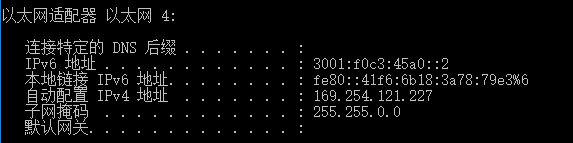 以太网适配器 以太网 4:
连接特定的 DNS 后缀 . . . . . . . :
IPv6 地址 . . . . . . . . . . . . : 3001:f0c3:45a0::2
本地链接 IPv6 地址. . . . . . . . : fe80::41f6:6b18:3a78:79e3%6
自动配置 IPv4 地址 . . . . . . . : 169.254.121.227
子网掩码 . . . . . . . . . . . . : 255.255.0.0
默认网关. . . . . . . . . . . . . :